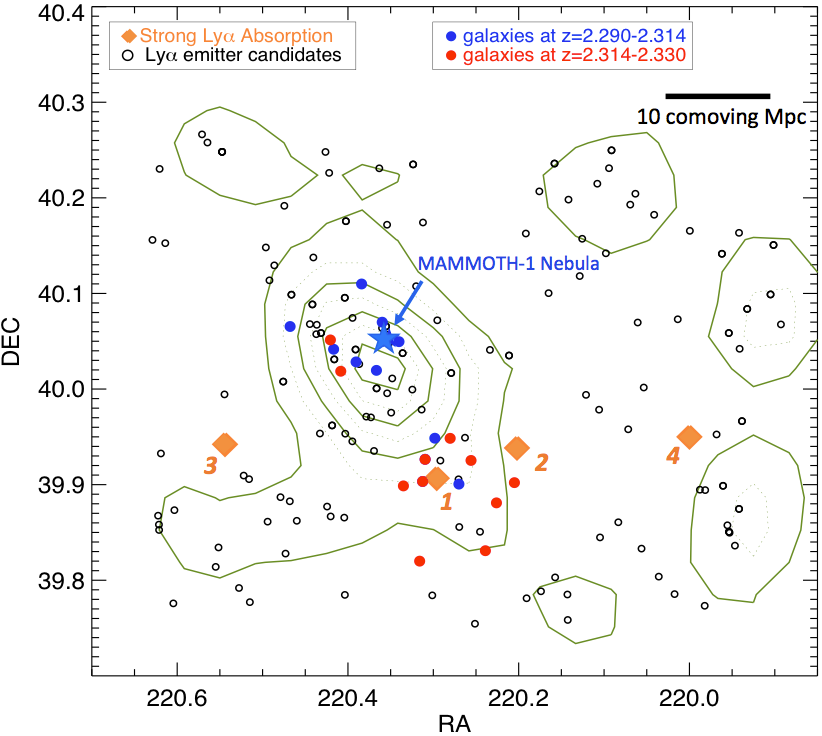 Strong Lyα Absorption
Lyα emitter candidates
galaxies at z=2.290-2.314
galaxies at z=2.314-2.330
10 comoving Mpc
MAMMOTH-1 Nebula
1
2
3
4
40.4
40.3
40.2
40.1
40.0
39.9
39.8
DEC
220.6
220.4
220.2
220.0
RA